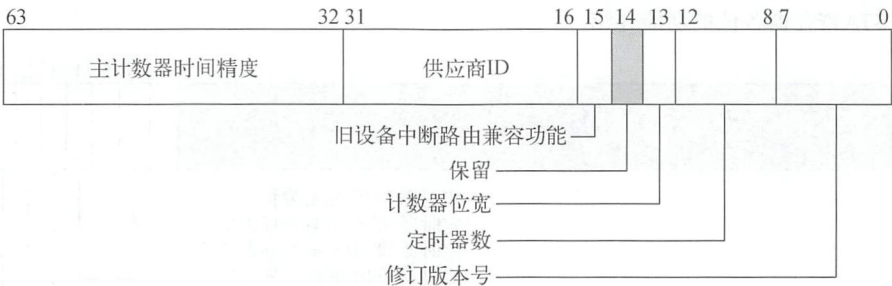 63 32 31 16 15 14 13 12 8 7 0
主计数器时间精度 供应商ID
旧设备中断路由兼容功能
保留
计数器位宽
定时器数
修订版本号